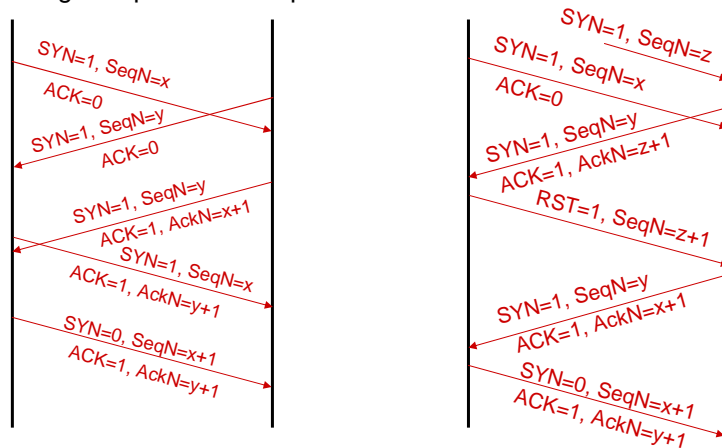 SYN=1, SeqN=x
ACK=0
SYN=1, SeqN=y
ACK=0
SYN=1, SeqN=y
ACK=1, AckN=x+1
SYN=1, SeqN=x
ACK=1, AckN=y+1
SYN=0, SeqN=x+1
ACK=1, AckN=y+1
SYN=1, SeqN=z
SYN=1, SeqN=x
ACK=0
SYN=1, SeqN=y
ACK=1, AckN=z+1
RST=1, SeqN=z+1
SYN=1, SeqN=y
ACK=1, AckN=x+1
SYN=0, SeqN=x+1
ACK=1, AckN=y+1